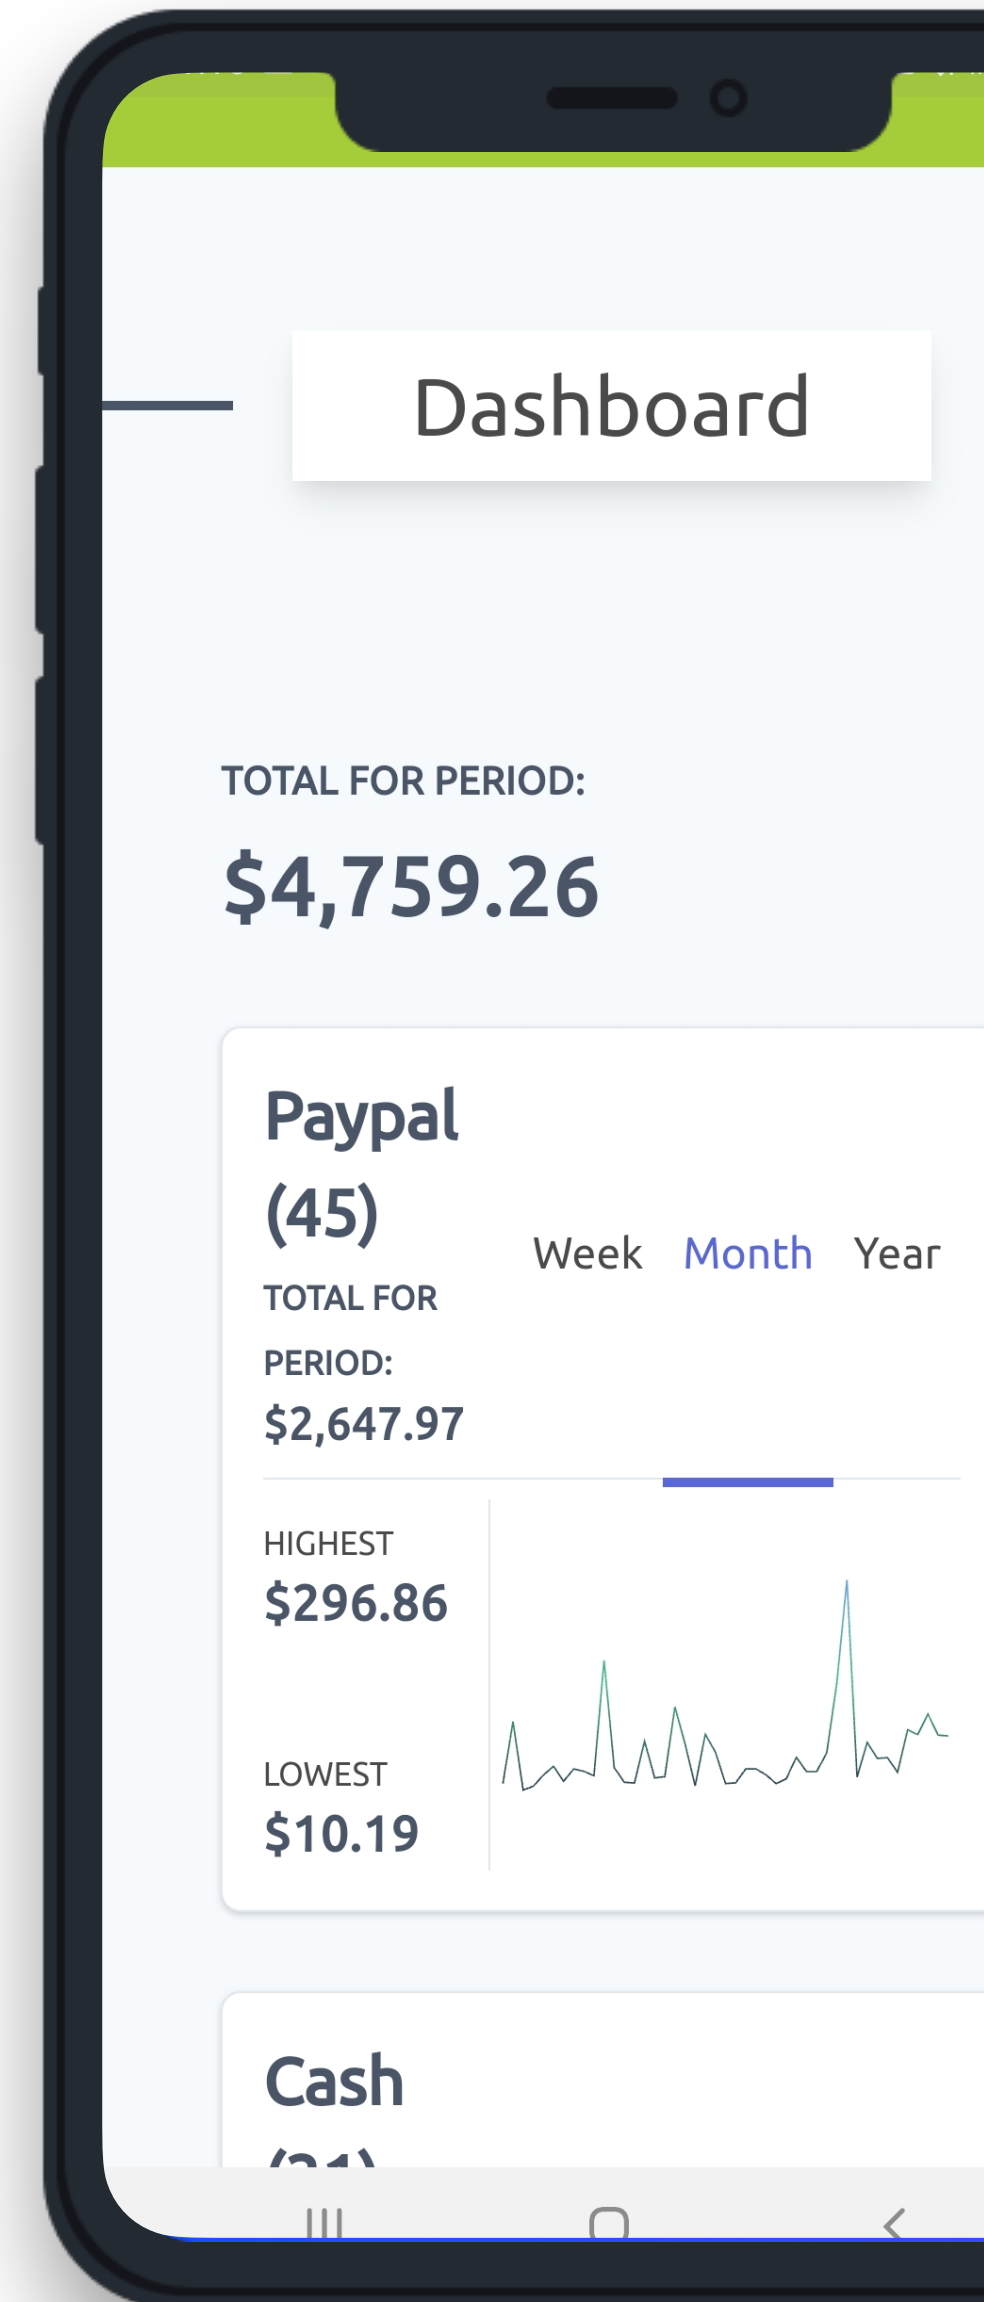 Dashboard
TOTAL FOR PERIOD:
$4,759.26
Paypal
(45)
Week Month Year
TOTAL FOR
PERIOD:
$2,647.97
HIGHEST
$296.86
LOWEST
$10.19
Cash